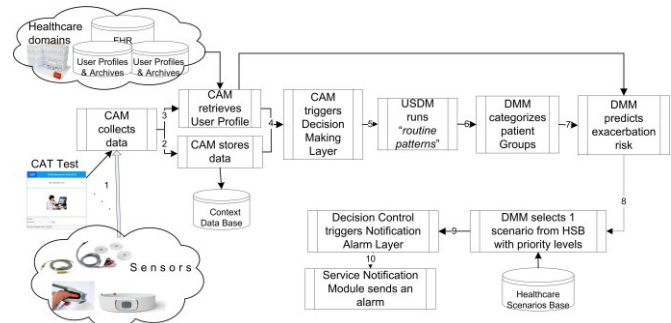 Healthcare
domains
EHR
User Profiles
& Archives
User Profiles
& Archives
CAM
collects
data
3
2
CAM
retrieves
User Profile
CAM stores
data
Context
Data Base
4
CAM
triggers
Decision
Making
Layer
5
USDM
runs
“routine
patterns”
6
DMM
categorizes
patient
Groups
7
DMM
predicts
exacerbation
risk
8
CAT Test
1
Sensors
Decision Control
triggers Notification
Alarm Layer
9
DMM selects 1
scenario from HSB
with priority levels
10
Service Notification
Module sends an
alarm
Healthcare
Scenarios Base